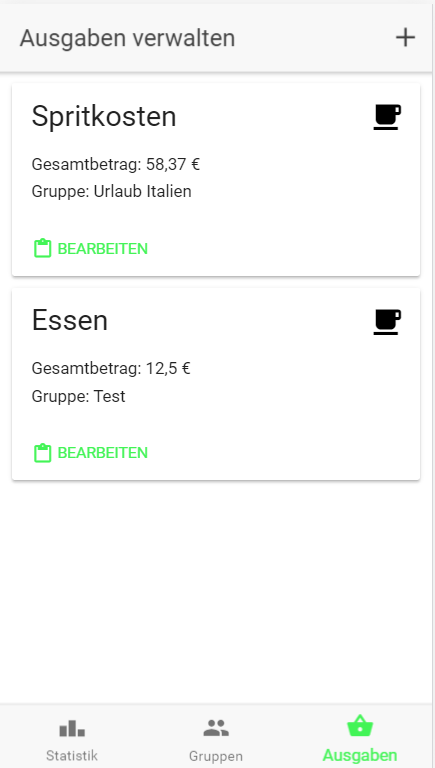 Ausgaben verwalten
Spritkosten
Gesamtbetrag: 58,37 €
Gruppe: Urlaub Italien
BEARBEITEN
Essen
Gesamtbetrag: 12,5 €
Gruppe: Test
BEARBEITEN
Statistik
Gruppen
Ausgaben